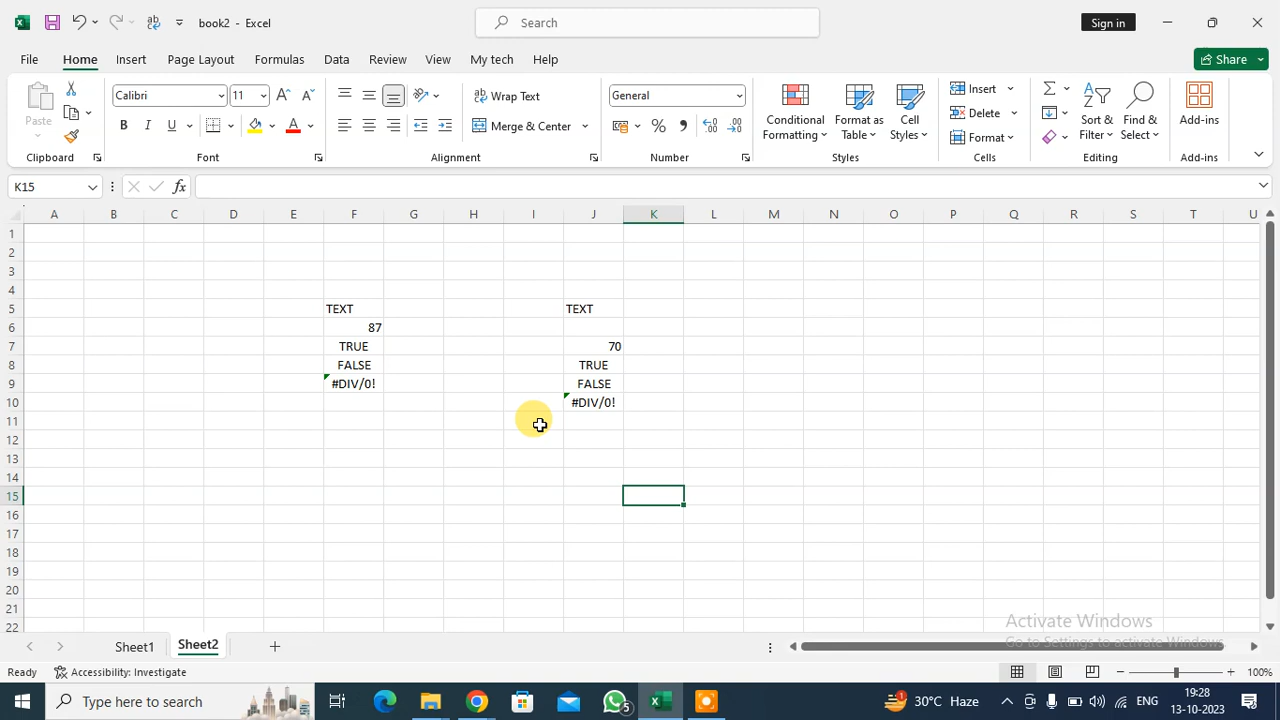 book2 - Excel
Search
Sign in
File Home Insert Page Layout Formulas Data Review View My tech Help
Share
Paste
Clipboard
Calibri 11
Font
Wrap Text
Merge & Center
Alignment
General
Number
Conditional Formatting
Format as Table
Cell Styles
Styles
Insert
Delete
Format
Cells
Sort & Filter
Find & Select
Editing
Add-ins
Add-ins
K15
fx
A B C D E F G H I J K L M N O P Q R S T U
1
2
3
4
5 TEXT TEXT
6 87
7 TRUE 70
8 FALSE TRUE
9 #DIV/0! FALSE
10 #DIV/0!
11
12
13
14
15
16
17
18
19
20
21
22
Activate Windows
Go to Settings to activate Windows.
Sheet1 Sheet2
Ready Accessibility: Investigate 100%
Type here to search
5
1
30°C Haze
ENG
19:28
13-10-2023